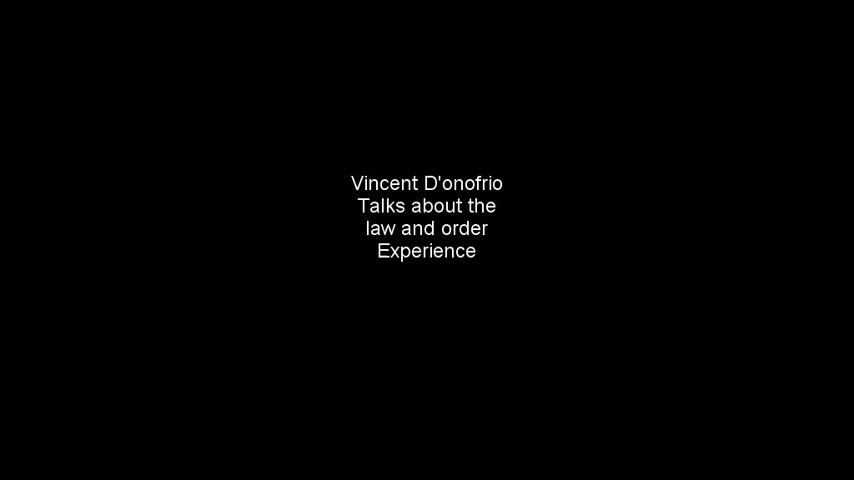 Vincent D'onofrio
Talks about the
law and order
Experience